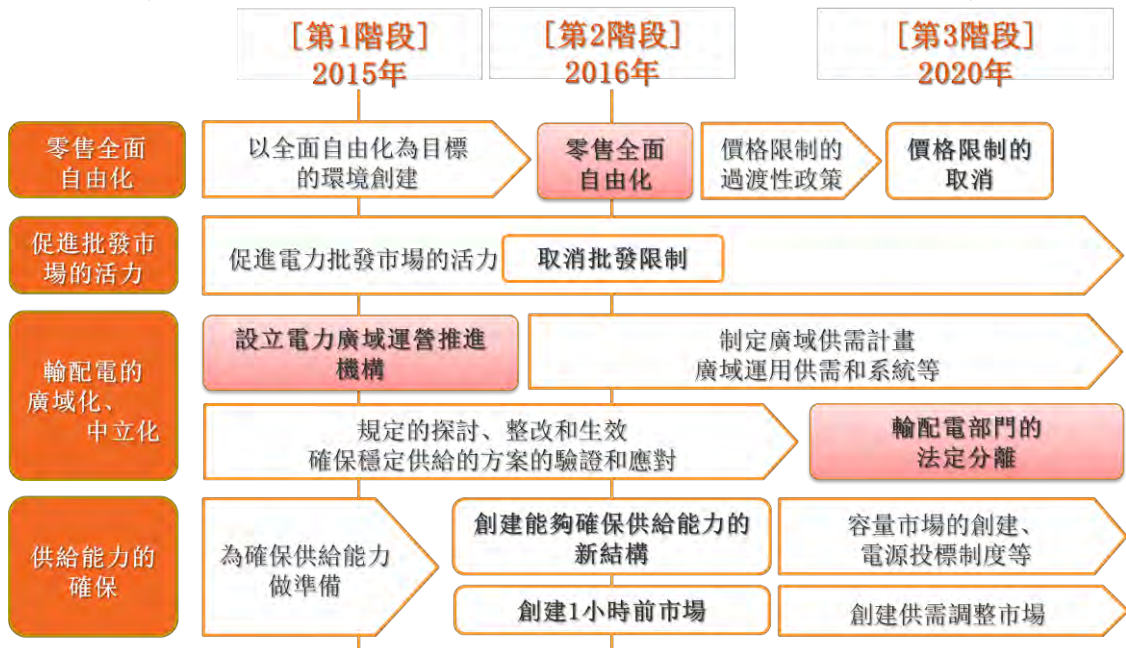 ［第1階段］
2015年
［第2階段］
2016年
［第3階段］
2020年
零售全面
自由化
以全面自由化為目標
的環境創建
零售全面
自由化
價格限制的
過渡性政策
價格限制的
取消
促進批發市
場的活力
促進電力批發市場的活力
取消批發限制
輸配電的
廣域化、
中立化
設立電力廣域運營推進
機構
制定廣域供需計畫
廣域運用供需和系統等
規定的探討、整改和生效
確保穩定供給的方案的驗證和應對
輸配電部門的
法定分離
供給能力的
確保
為確保供給能力
做準備
創建能夠確保供給能力的
新結構
容量市場的創建、
電源投標制度等
創建1小時前市場
創建供需調整市場